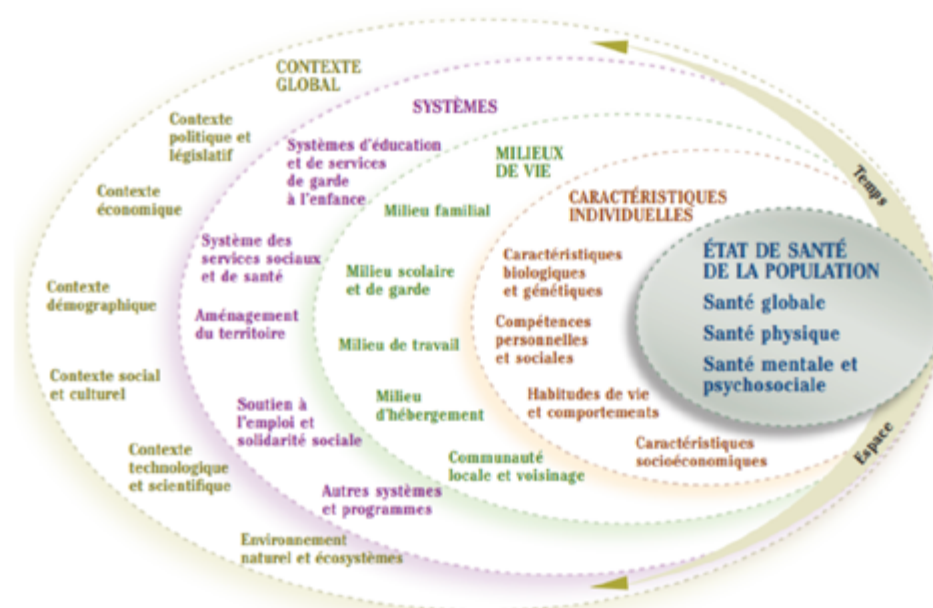 CONTEXTE
GLOBAL
Contexte
politique et
législatif
Contexte
économique
Contexte
démographique
Contexte social
et culturel
Contexte
technologique
et scientifique
Environnement
naturel et écosystèmes
SYSTÈMES
Systèmes d'éducation
et de services
de garde
à l'enfance
Système des
services sociaux
et de santé
Aménagement
du territoire
Soutien à
l'emploi et
solidarité sociale
Autres systèmes
et programmes
MILIEUX
DE VIE
Milieu familial
Milieu scolaire
et de garde
Milieu de travail
Milieu
d'hébergement
Communauté
locale et voisinage
CARACTÉRISTIQUES
INDIVIDUELLES
Caractéristiques
biologiques
et génétiques
Compétences
personnelles
et sociales
Habitudes de vie
et comportements
Caractéristiques
socioéconomiques
ÉTAT DE SANTÉ
DE LA POPULATION
Santé globale
Santé physique
Santé mentale et
psychosociale
Temps
Espace